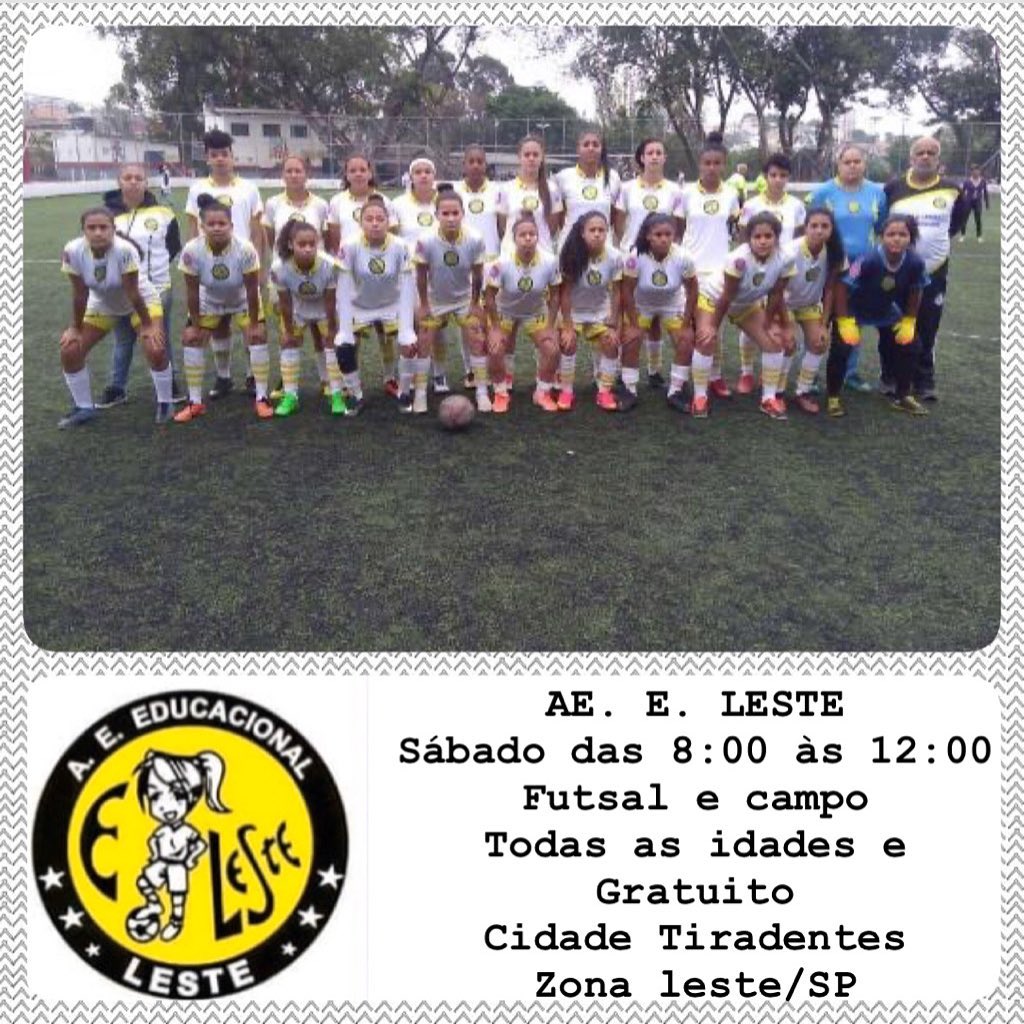 A. E. EDUCACIONAL
E
LESTE
LESTE
AE. E. LESTE
Sábado das 8:00 às 12:00
Futsal e campo
Todas as idades e
Gratuito
Cidade Tiradentes
Zona leste/SP